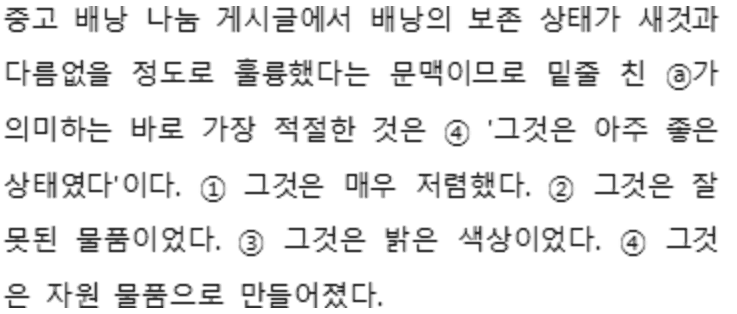 중고 배낭 나눔 게시글에서 배낭의 보존 상태가 새것과
다름없을 정도로 훌륭했다는 문맥이므로 밑줄 친 ⓐ가
의미하는 바로 가장 적절한 것은 ④ '그것은 아주 좋은
상태였다'이다. ① 그것은 매우 저렴했다. ② 그것은 잘
못된 물품이었다. ③ 그것은 밝은 색상이었다. ④ 그것
은 자원 물품으로 만들어졌다.